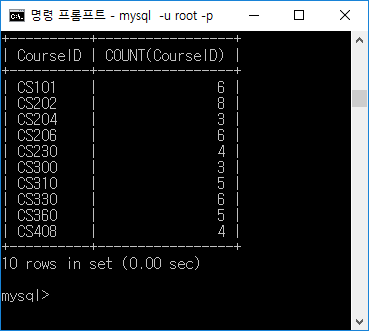 명령 프롬프트 - mysql -u root -p
+----------+-----------------+
| CourseID | COUNT(CourseID) |
+----------+-----------------+
| CS101    |               6 |
| CS202    |               8 |
| CS204    |               3 |
| CS206    |               6 |
| CS230    |               4 |
| CS300    |               3 |
| CS310    |               5 |
| CS330    |               6 |
| CS360    |               5 |
| CS408    |               4 |
+----------+-----------------+
10 rows in set (0.00 sec)
mysql>